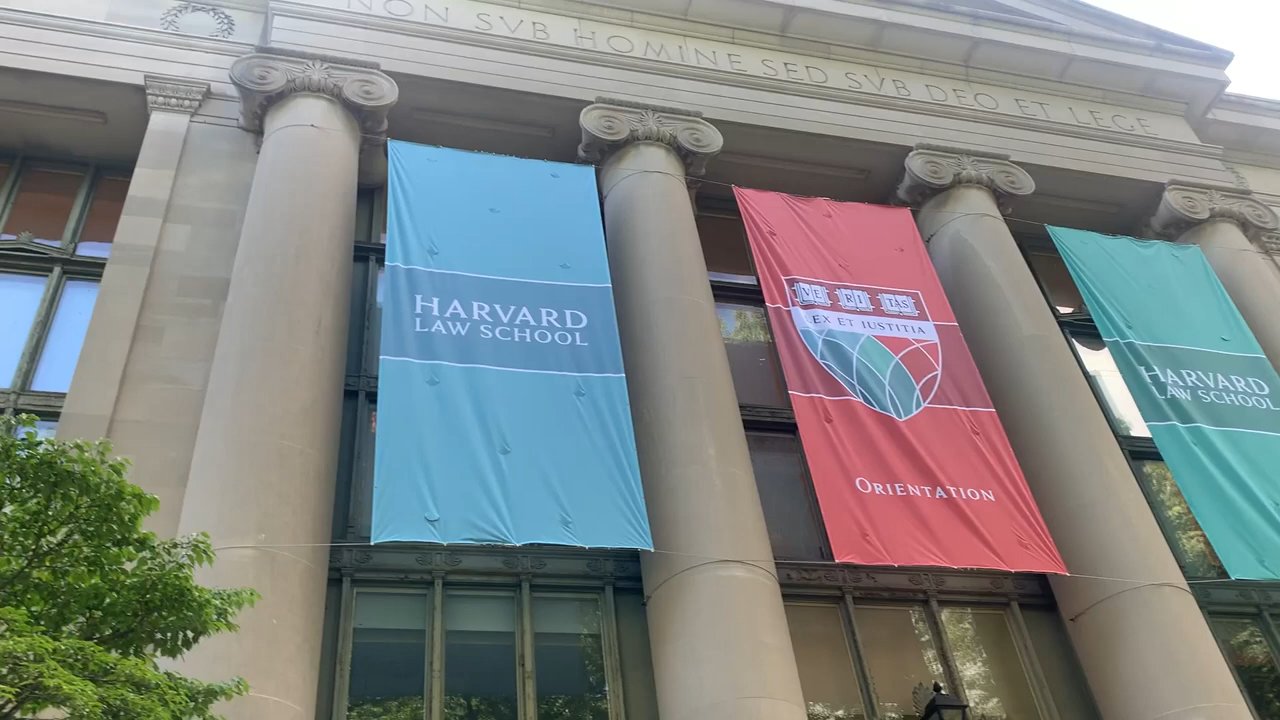 NON SVB HOMINE SED SVB DEO ET LEGE
HARVARD
LAW SCHOOL
VE RI TAS
LEX ET IUSTITIA
ORIENTATION
HARVARD
LAW SCHOOL